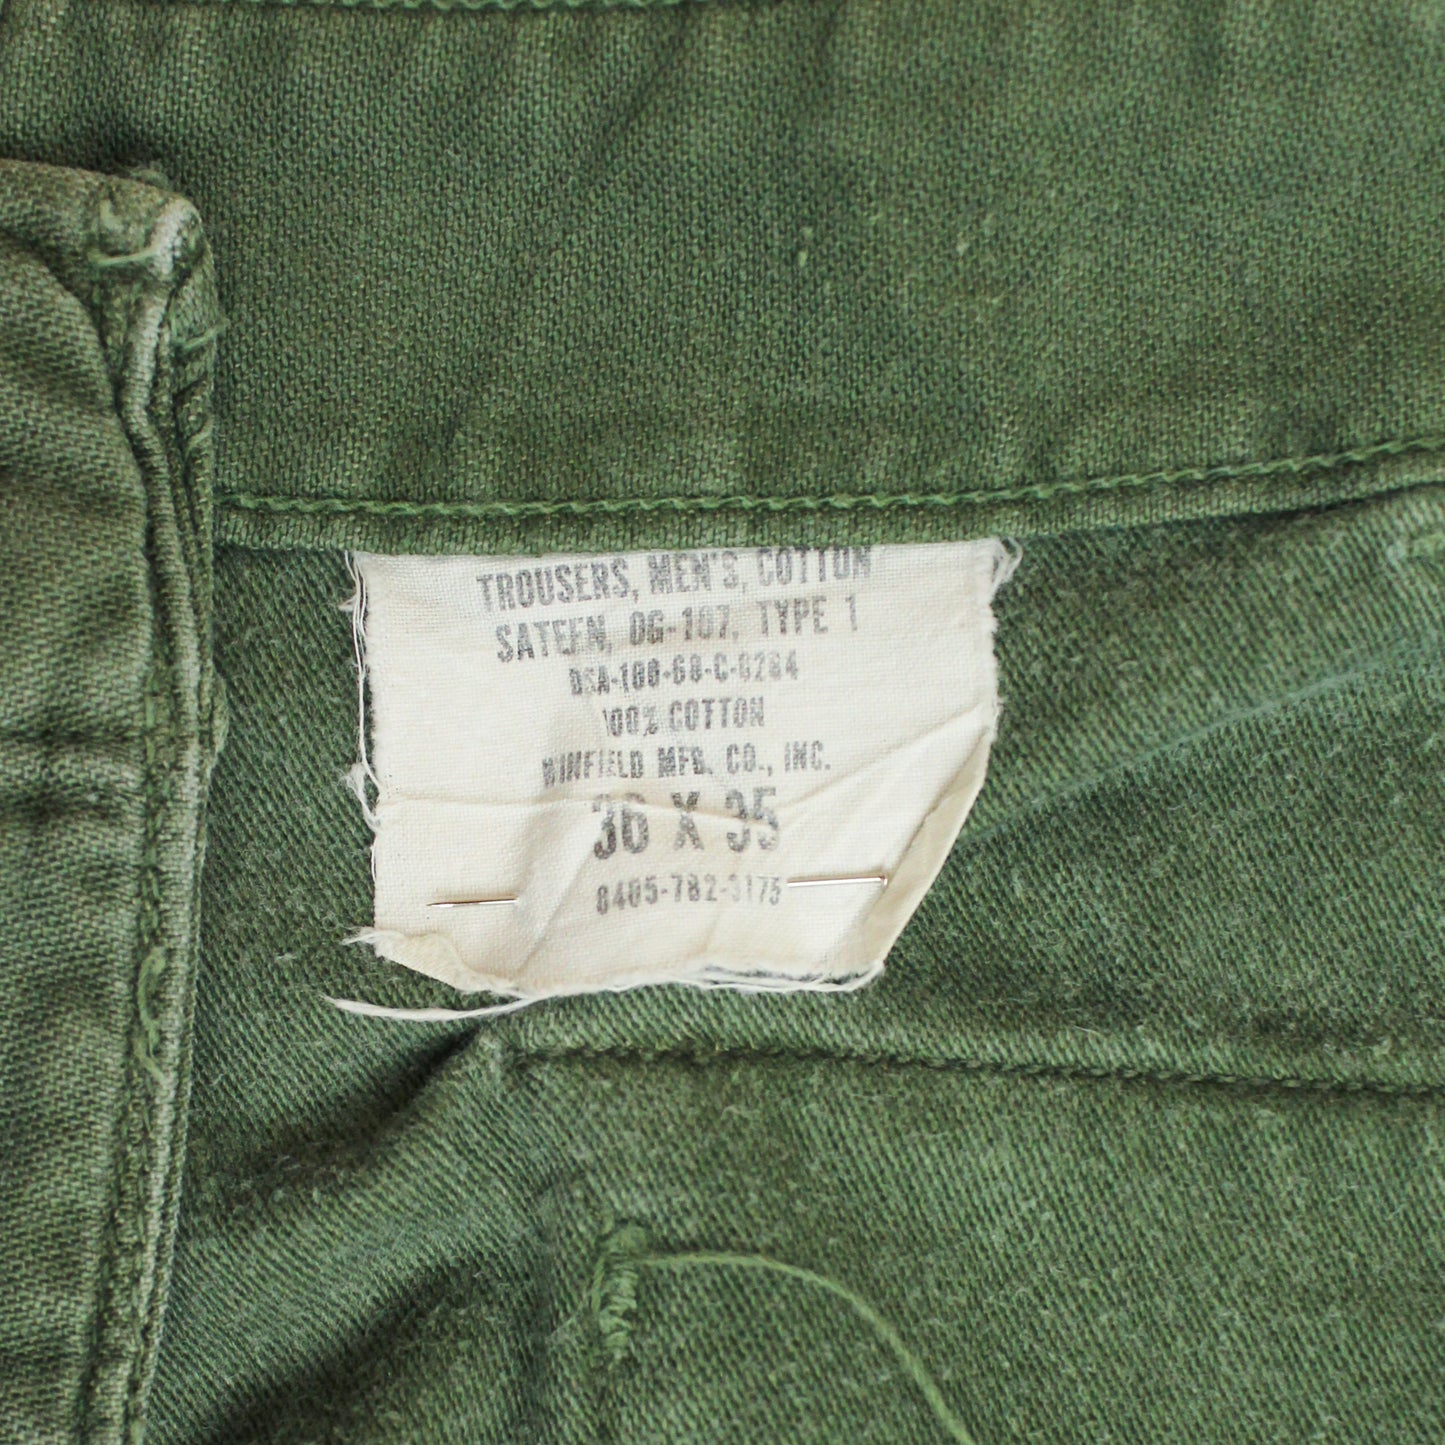 TROUSERS, MEN'S, COTTON
SATEEN, OG-107, TYPE 1
DSA-100-68-C-0264
100% COTTON
WINFIELD MFG. CO., INC.
36 X 35
8405-782-3175